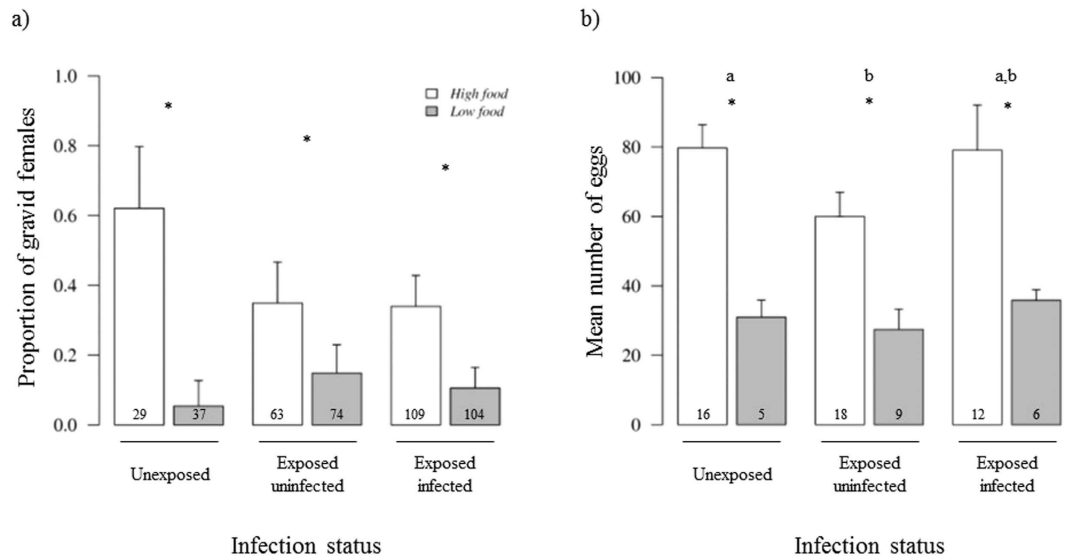 a)
Proportion of gravid females
1.0
0.8
0.6
0.4
0.2
0.0
High food
Low food
*
*
*
29 37 63 74 109 104
Unexposed
Exposed
uninfected
Exposed
infected
Infection status
b)
Mean number of eggs
100
80
60
40
20
0
a b a,b
* * *
16 5 18 9 12 6
Unexposed
Exposed
uninfected
Exposed
infected
Infection status